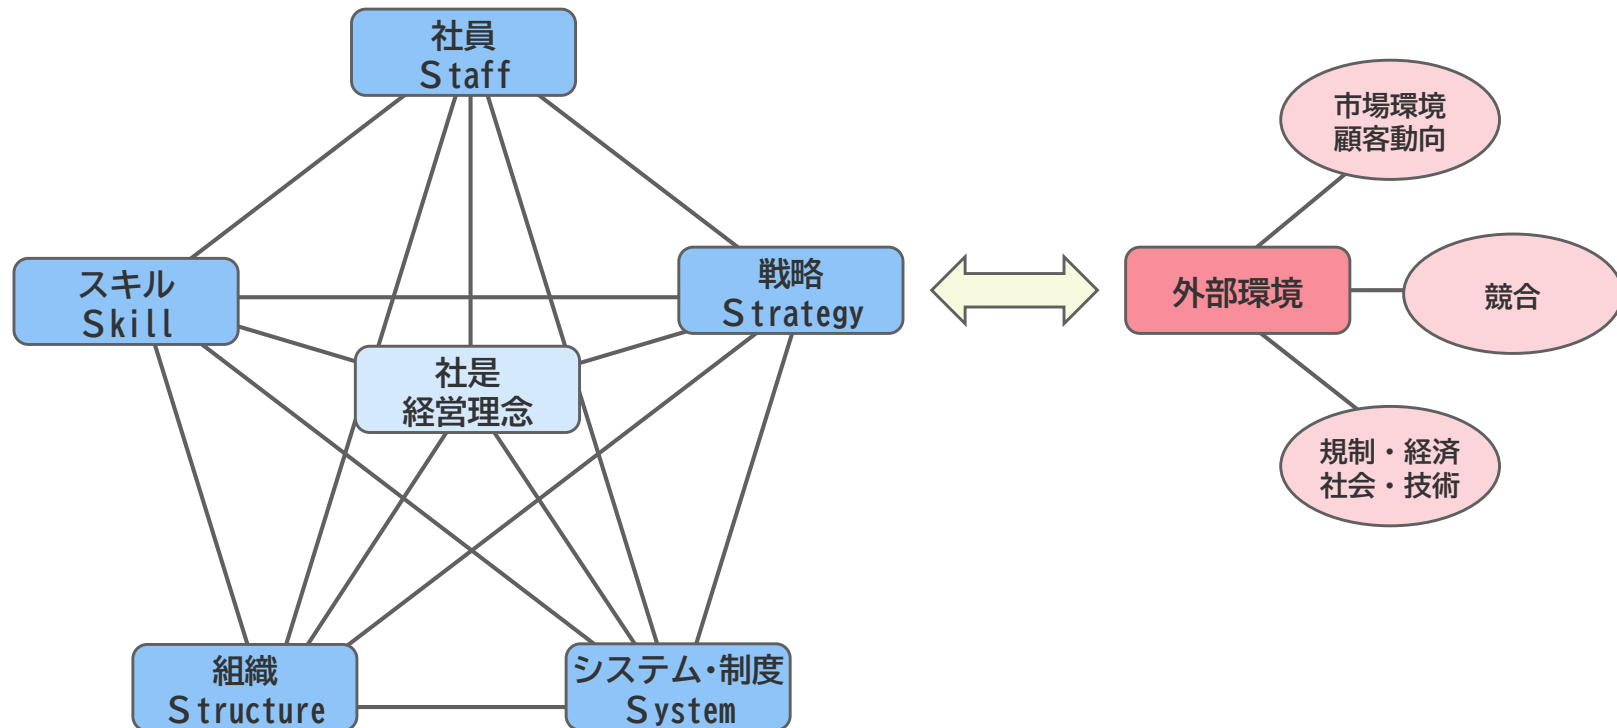 社員
Staff
市場環境
顧客動向
スキル
Skill
戦略
Strategy
外部環境
競合
社是
経営理念
規制・経済
社会・技術
組織
Structure
システム・制度
System